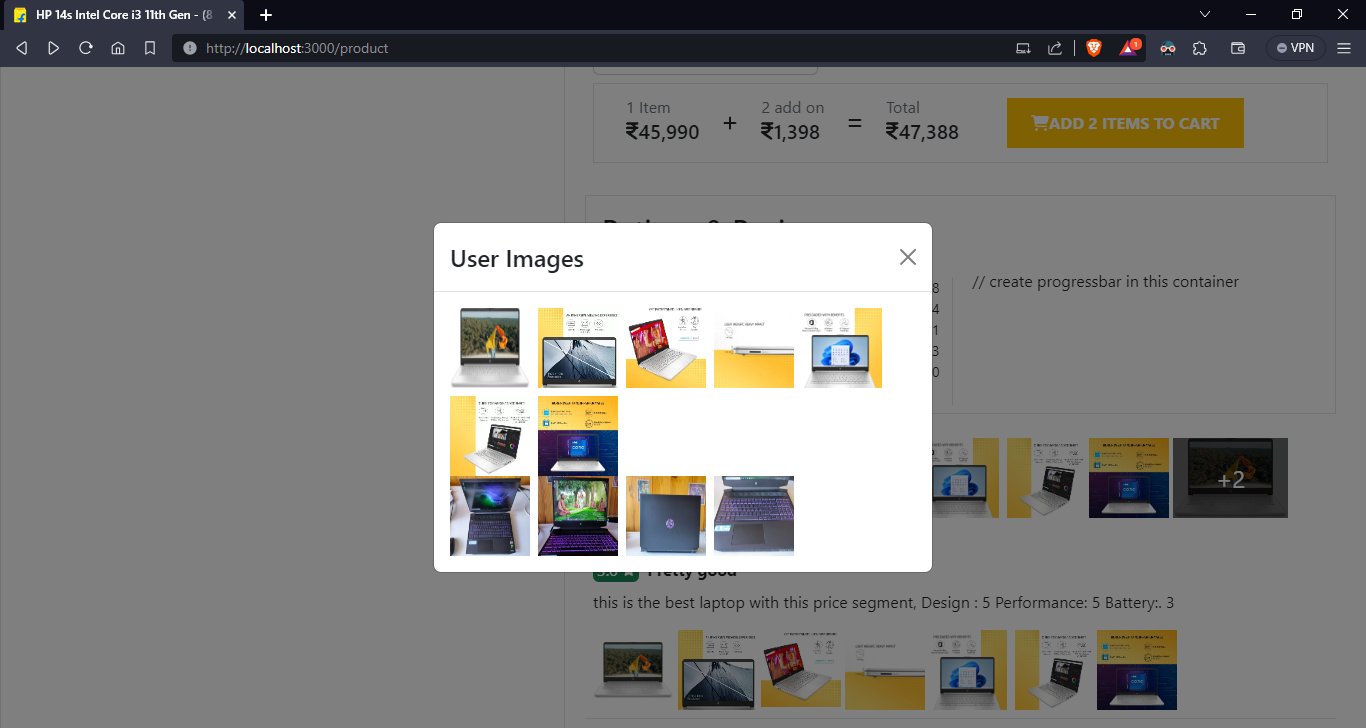 HP 14s Intel Core i3 11th Gen - (8
http://localhost:3000/product
1
VPN
1 Item
2 add on
Total
₹45,990 + ₹1,398 = ₹47,388
ADD 2 ITEMS TO CART
User Images
8
4
1
3
0
// create progressbar in this container
+2
Pretty good
this is the best laptop with this price segment, Design : 5 Performance: 5 Battery:. 3